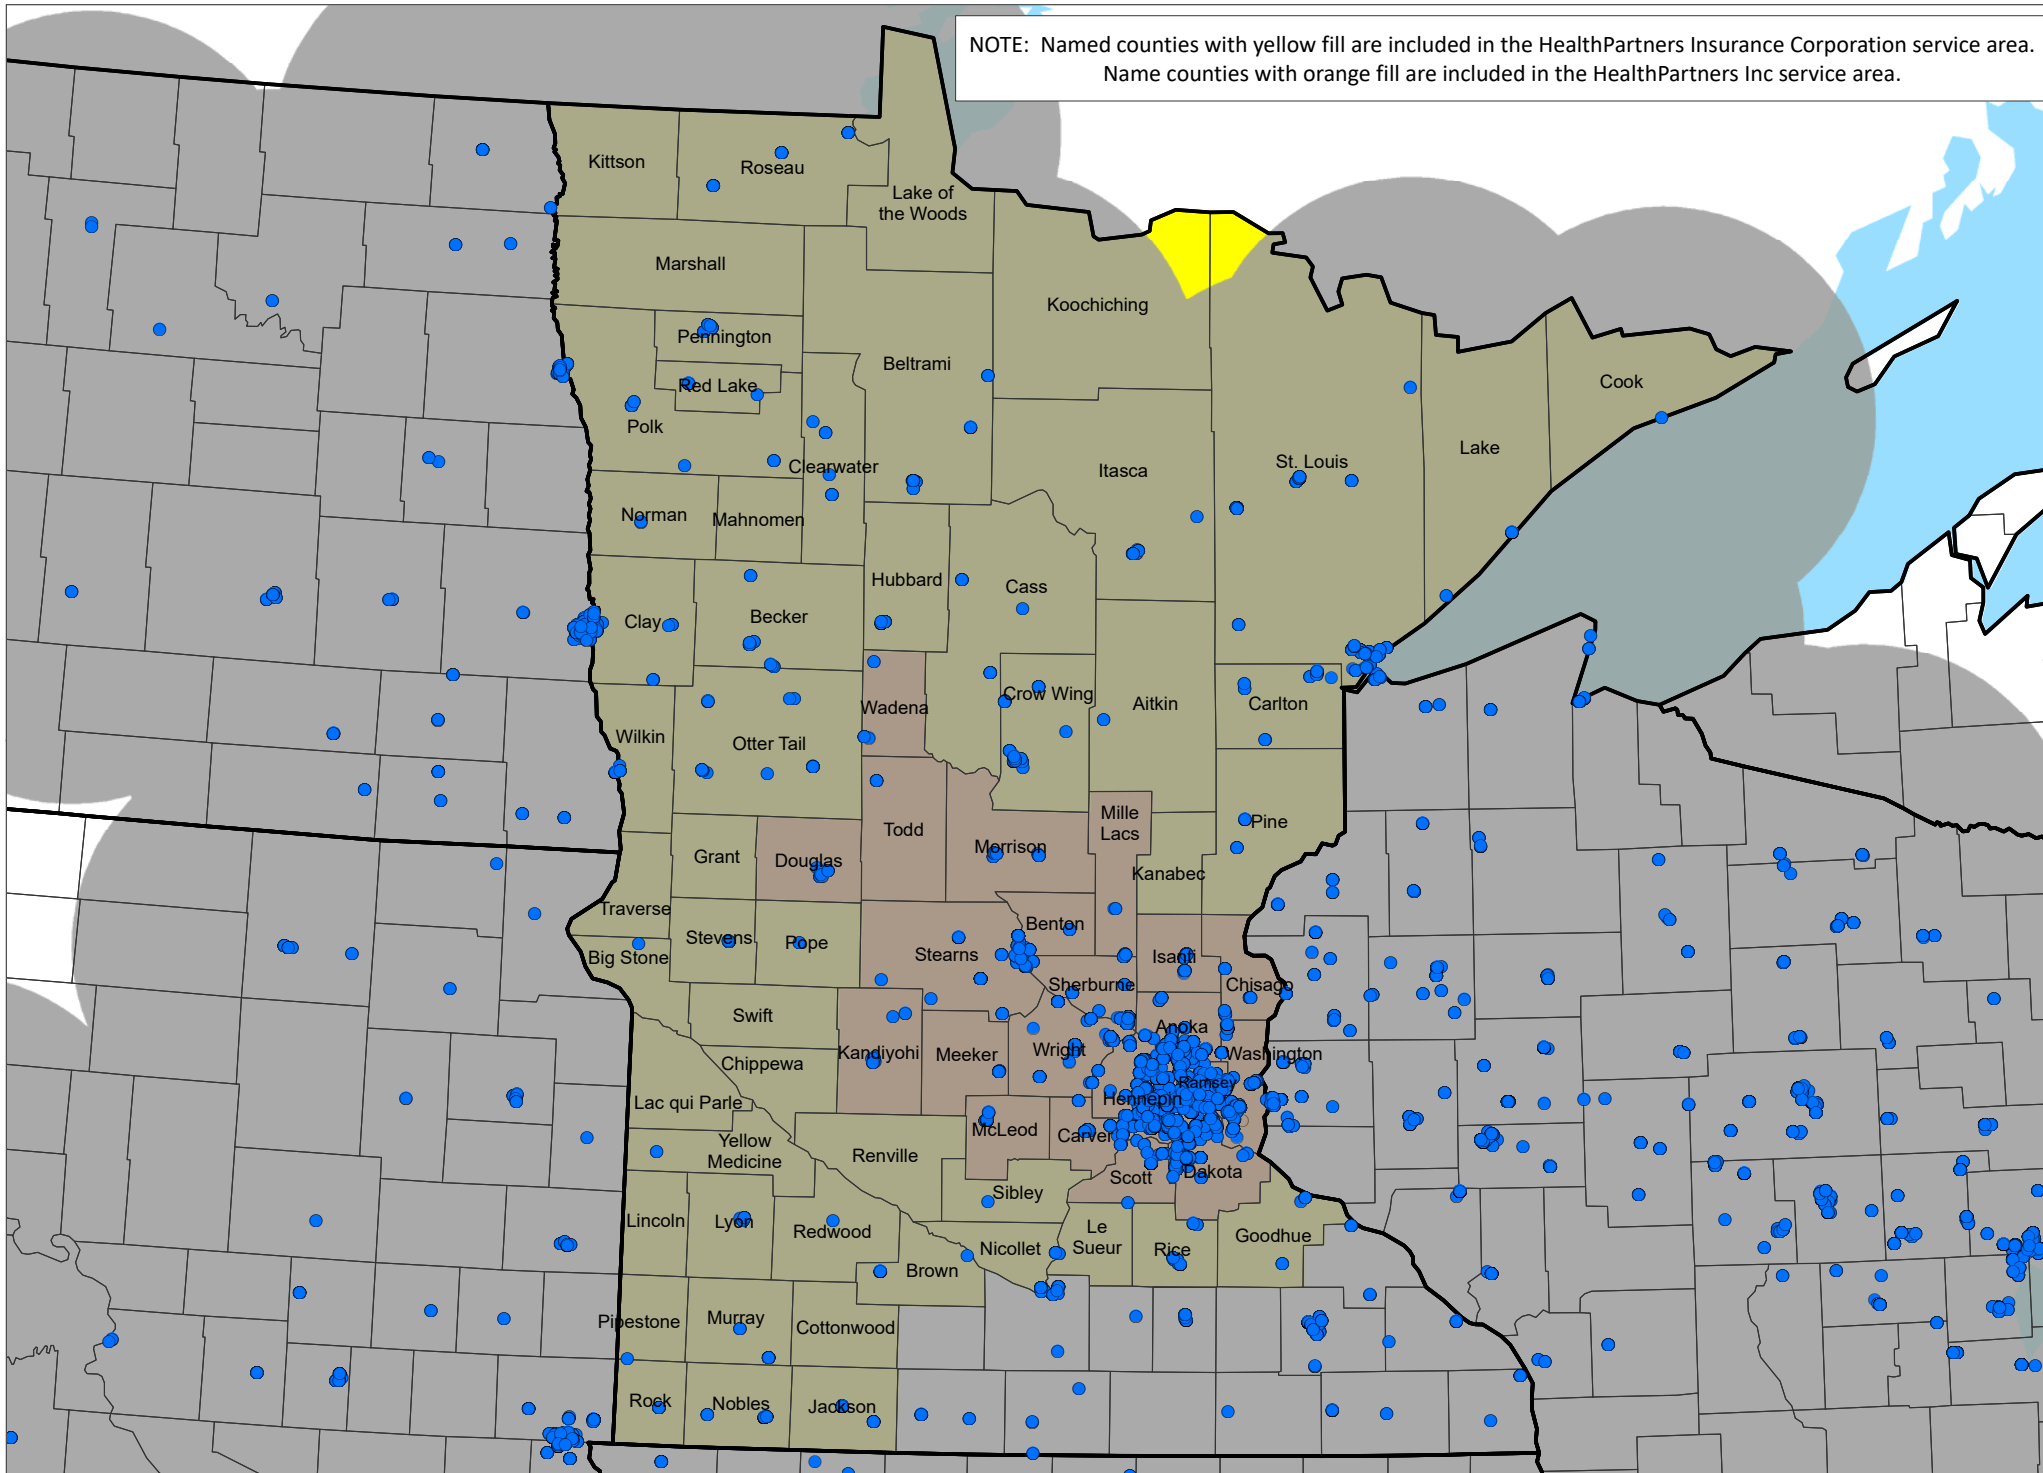 NOTE:  Named counties with yellow fill are included in the HealthPartners Insurance Corporation service area.
Name counties with orange fill are included in the HealthPartners Inc service area.
Kittson
Roseau
Lake of
the Woods
Marshall
Koochiching
Pennington
Beltrami
Red Lake
Cook
Polk
Lake
Clearwater
Itasca
St. Louis
Norman
Mahnomen
Hubbard
Cass
Clay
Becker
Crow Wing
Wadena
Aitkin
Carlton
Wilkin
Otter Tail
Mille
Lacs
Pine
Todd
Morrison
Grant
Douglas
Kanabec
Traverse
Benton
Stevens
Pope
Stearns
Isanti
Big Stone
Sherburne
Chisago
Swift
Anoka
Kandiyohi
Meeker
Wright
Washington
Chippewa
Ramsey
Hennepin
Lac qui Parle
McLeod
Carver
Yellow
Medicine
Renville
Scott
Dakota
Sibley
Lincoln
Lyon
Redwood
Le
Sueur
Nicollet
Rice
Goodhue
Brown
Pipestone
Murray
Cottonwood
Rock
Nobles
Jackson